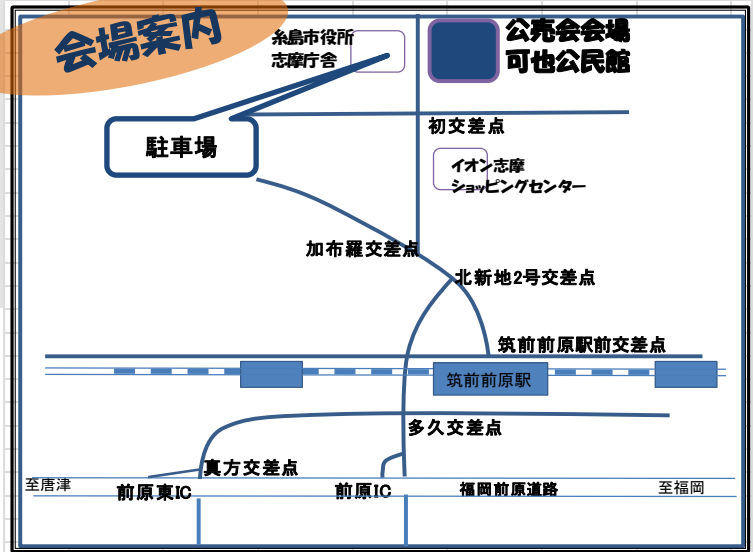 会場案内
糸島市役所
志摩庁舎
公売会会場
可也公民館
駐車場
初交差点
イオン志摩
ショッピングセンター
加布羅交差点
北新地2号交差点
筑前前原駅前交差点
筑前前原駅
多久交差点
真方交差点
至唐津
前原東IC
前原IC
福岡前原道路
至福岡